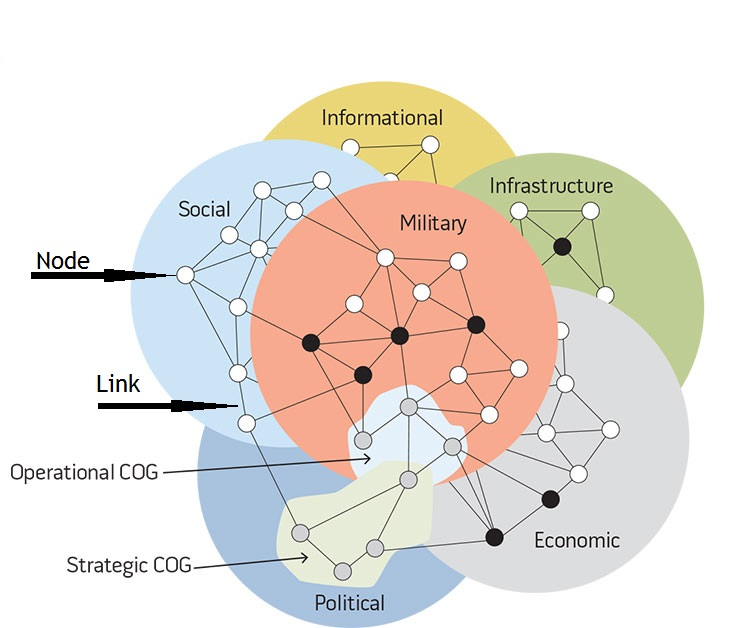 Informational
Infrastructure
Social
Military
Node
Link
Operational COG
Economic
Strategic COG
Political